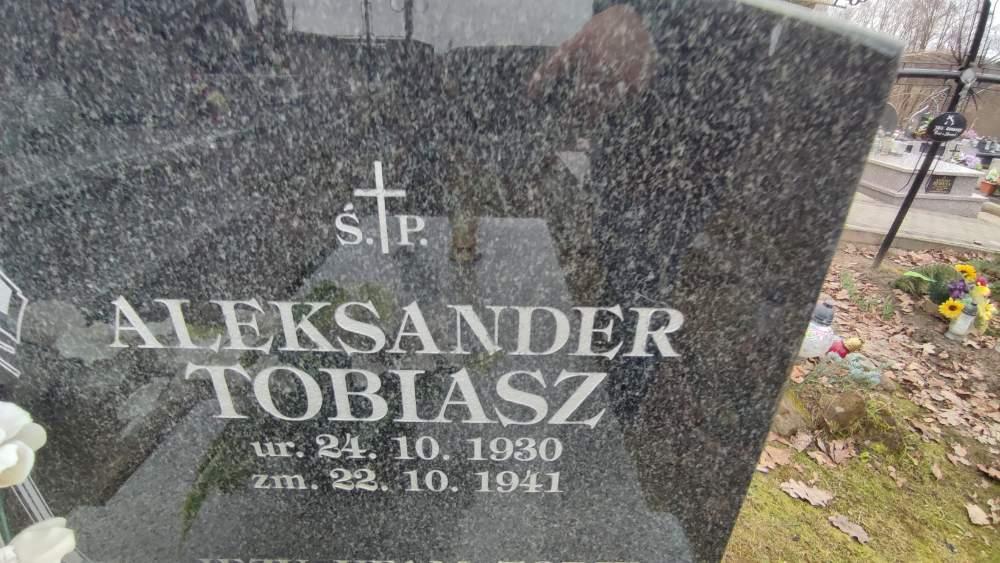 Ś.P.
ALEKSANDER
TOBIASZ
ur. 24. 10. 1930
zm. 22. 10. 1941